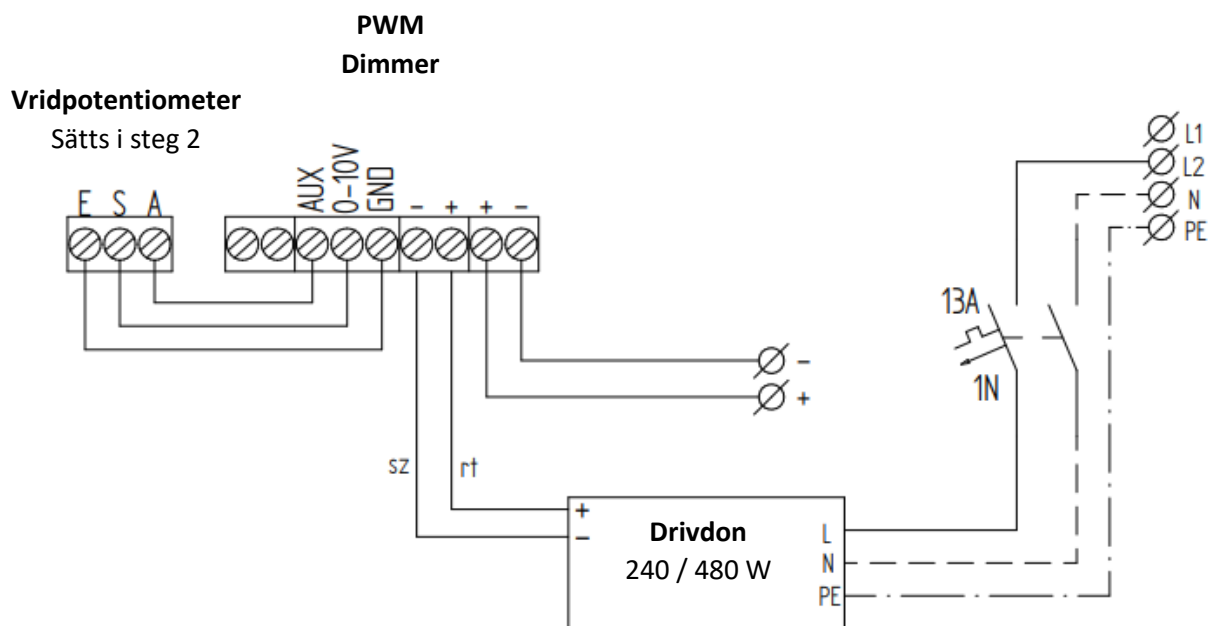 PWM
Dimmer
Vridpotentiometer
Sätts i steg 2
E S A
AUX 0-10V GND - + + -
L1
L2
N
PE
13A
1N
-
+
sz rt
+
-
Drivdon
240 / 480 W
L
N
PE